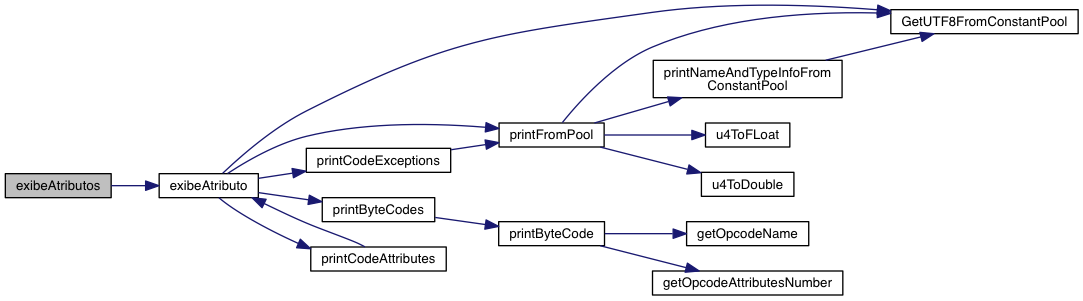 exibeAtributos
exibeAtributo
GetUTF8FromConstantPool
printFromPool
printNameAndTypeInfoFrom
ConstantPool
u4ToFLoat
u4ToDouble
printCodeExceptions
printByteCodes
printByteCode
getOpcodeName
getOpcodeAttributesNumber
printCodeAttributes